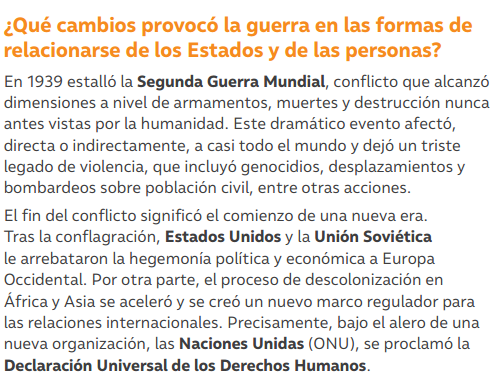 ¿Qué cambios provocó la guerra en las formas de
relacionarse de los Estados y de las personas?
En 1939 estalló la Segunda Guerra Mundial, conflicto que alcanzó
dimensiones a nivel de armamentos, muertes y destrucción nunca
antes vistas por la humanidad. Este dramático evento afectó,
directa o indirectamente, a casi todo el mundo y dejó un triste
legado de violencia, que incluyó genocidios, desplazamientos y
bombardeos sobre población civil, entre otras acciones.
El fin del conflicto significó el comienzo de una nueva era.
Tras la conflagración, Estados Unidos y la Unión Soviética
le arrebataron la hegemonía política y económica a Europa
Occidental. Por otra parte, el proceso de descolonización en
África y Asia se aceleró y se creó un nuevo marco regulador para
las relaciones internacionales. Precisamente, bajo el alero de una
nueva organización, las Naciones Unidas (ONU), se proclamó la
Declaración Universal de los Derechos Humanos.